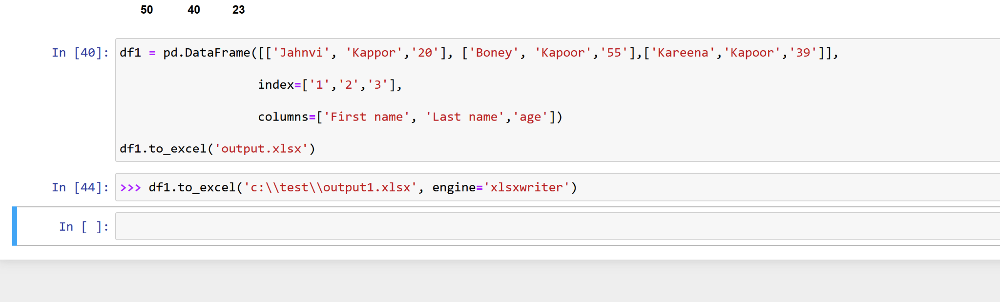 50 40 23
In [40]: df1 = pd.DataFrame([['Jahnvi', 'Kappor','20'], ['Boney', 'Kapoor','55'],['Kareena','Kapoor','39']],
index=['1','2','3'],
columns=['First name', 'Last name','age'])
df1.to_excel('output.xlsx')
In [44]: >>> df1.to_excel('c:\\test\\output1.xlsx', engine='xlsxwriter')
In [ ]: